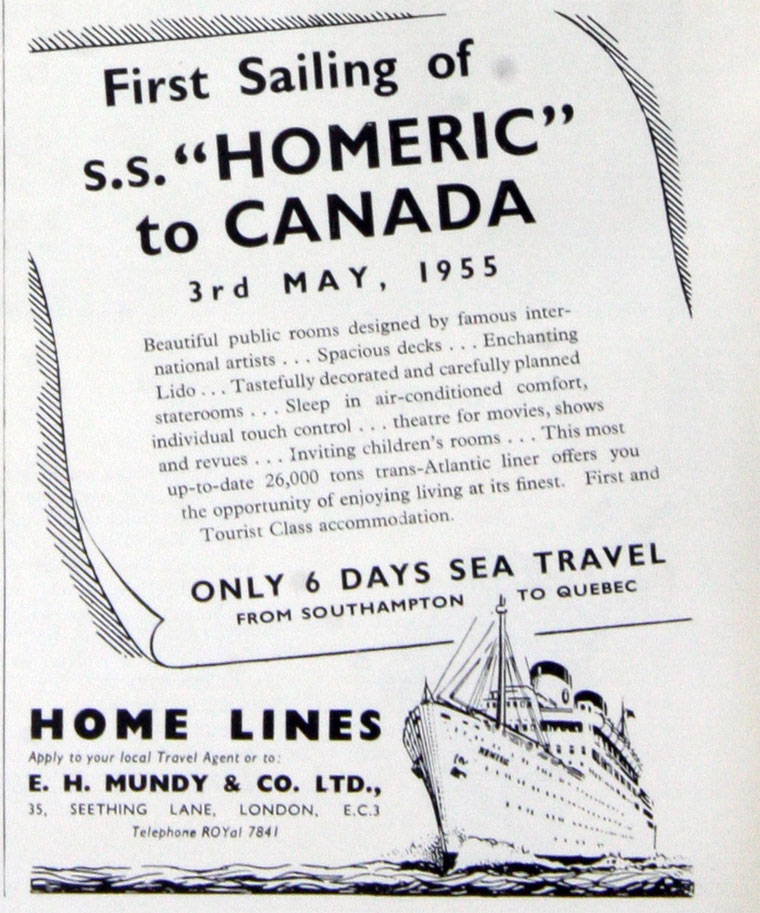 First Sailing of
s.s. "HOMERIC"
to CANADA
3rd MAY, 1955
Beautiful public rooms designed by famous inter-
national artists . . . Spacious decks . . . Enchanting
Lido . . . Tastefully decorated and carefully planned
staterooms . . . Sleep in air-conditioned comfort,
individual touch control . . . theatre for movies, shows
and revues . . . Inviting children's rooms . . . This most
up-to-date 26,000 tons trans-Atlantic liner offers you
the opportunity of enjoying living at its finest. First and
Tourist Class accommodation.
ONLY 6 DAYS SEA TRAVEL
FROM SOUTHAMPTON TO QUEBEC
HOMERIC
HOME LINES
Apply to your local Travel Agent or to:
E. H. MUNDY & CO. LTD.,
35, SEETHING LANE, LONDON, E.C.3
Telephone ROYal 7841